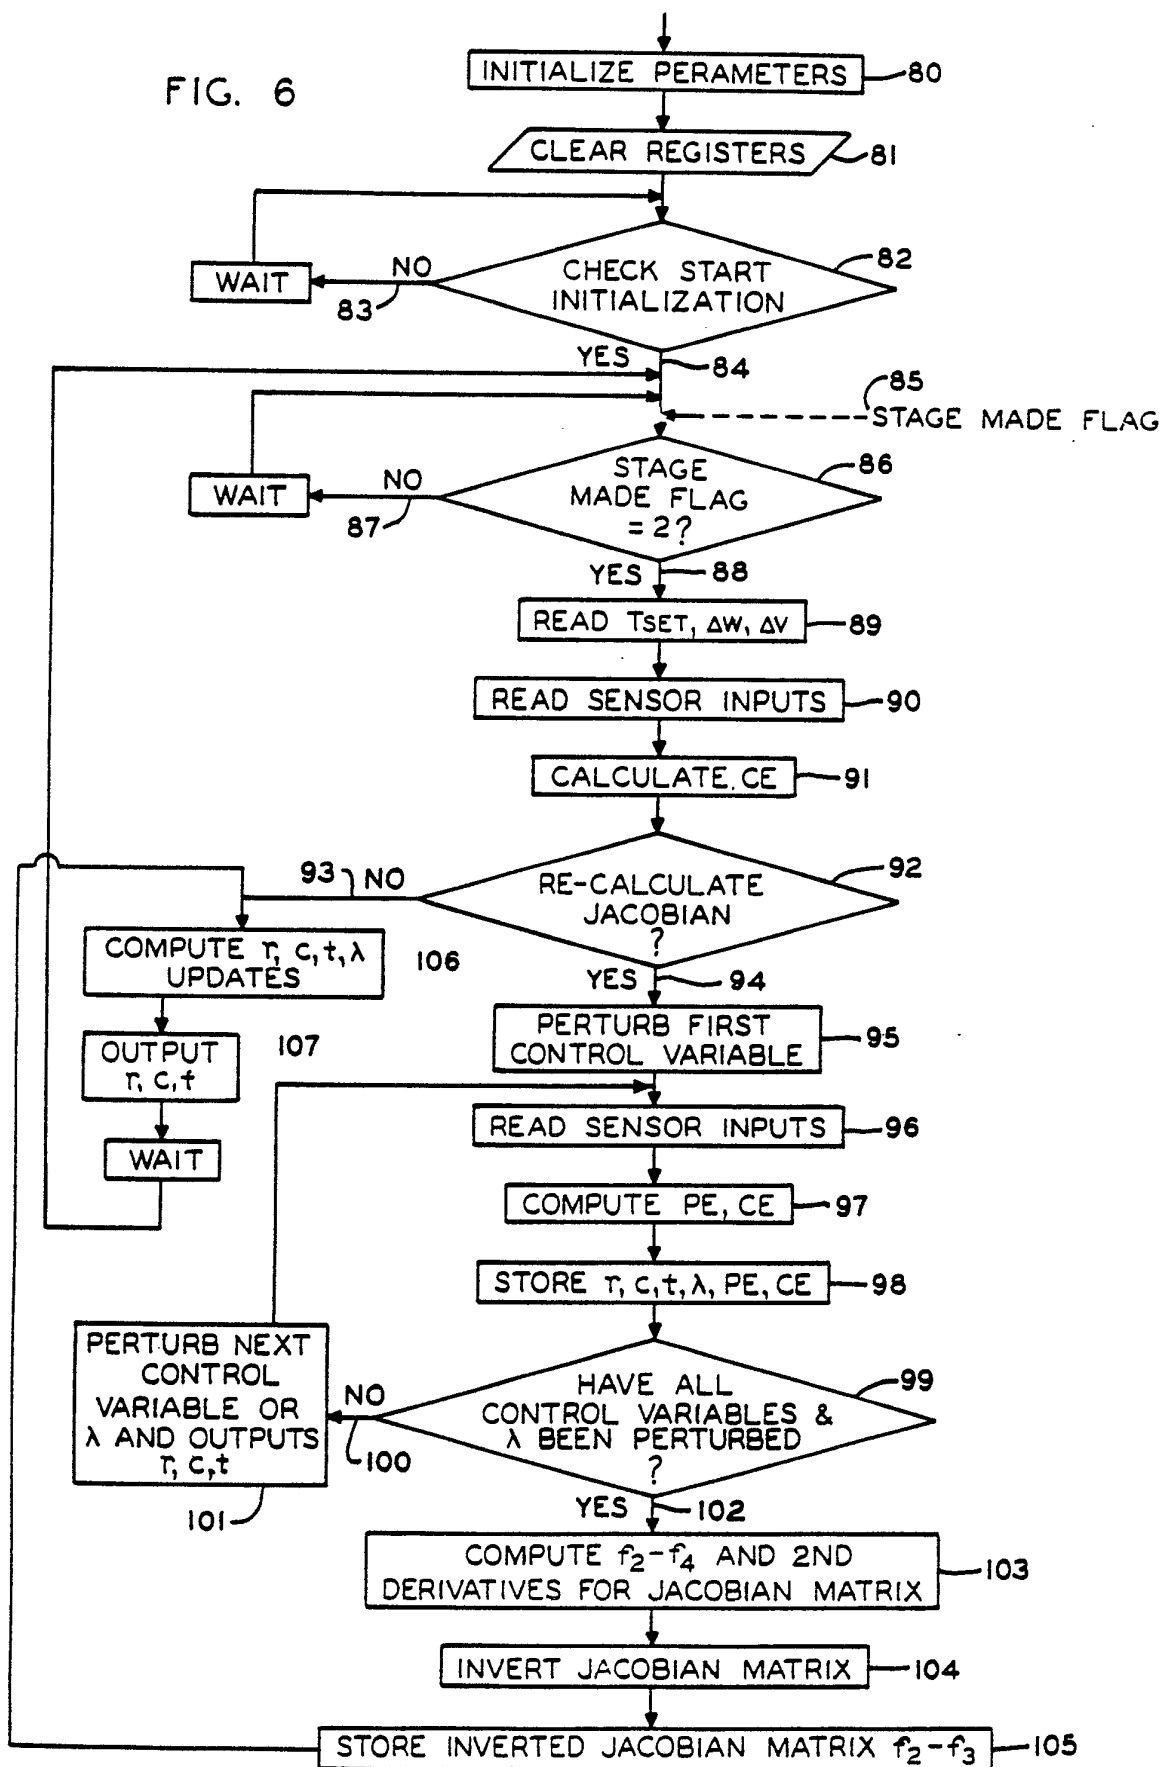 FIG. 6
INITIALIZE PERAMETERS
80
CLEAR REGISTERS
81
CHECK START
INITIALIZATION
82
NO
83
WAIT
YES
84
85
STAGE MADE FLAG
STAGE
MADE FLAG
= 2?
86
NO
87
WAIT
YES
88
READ TSET, ΔW, ΔV
89
READ SENSOR INPUTS
90
CALCULATE CE
91
RE-CALCULATE
JACOBIAN
?
92
93
NO
COMPUTE r, c, t, λ
UPDATES
106
OUTPUT
r, c, t
107
WAIT
YES
94
PERTURB FIRST
CONTROL VARIABLE
95
READ SENSOR INPUTS
96
COMPUTE PE, CE
97
STORE r, c, t, λ, PE, CE
98
HAVE ALL
CONTROL VARIABLES &
λ BEEN PERTURBED
?
99
NO
100
PERTURB NEXT
CONTROL
VARIABLE OR
λ AND OUTPUTS
r, c, t
101
YES
102
COMPUTE f2-f4 AND 2ND
DERIVATIVES FOR JACOBIAN MATRIX
103
INVERT JACOBIAN MATRIX
104
STORE INVERTED JACOBIAN MATRIX f2-f3
105